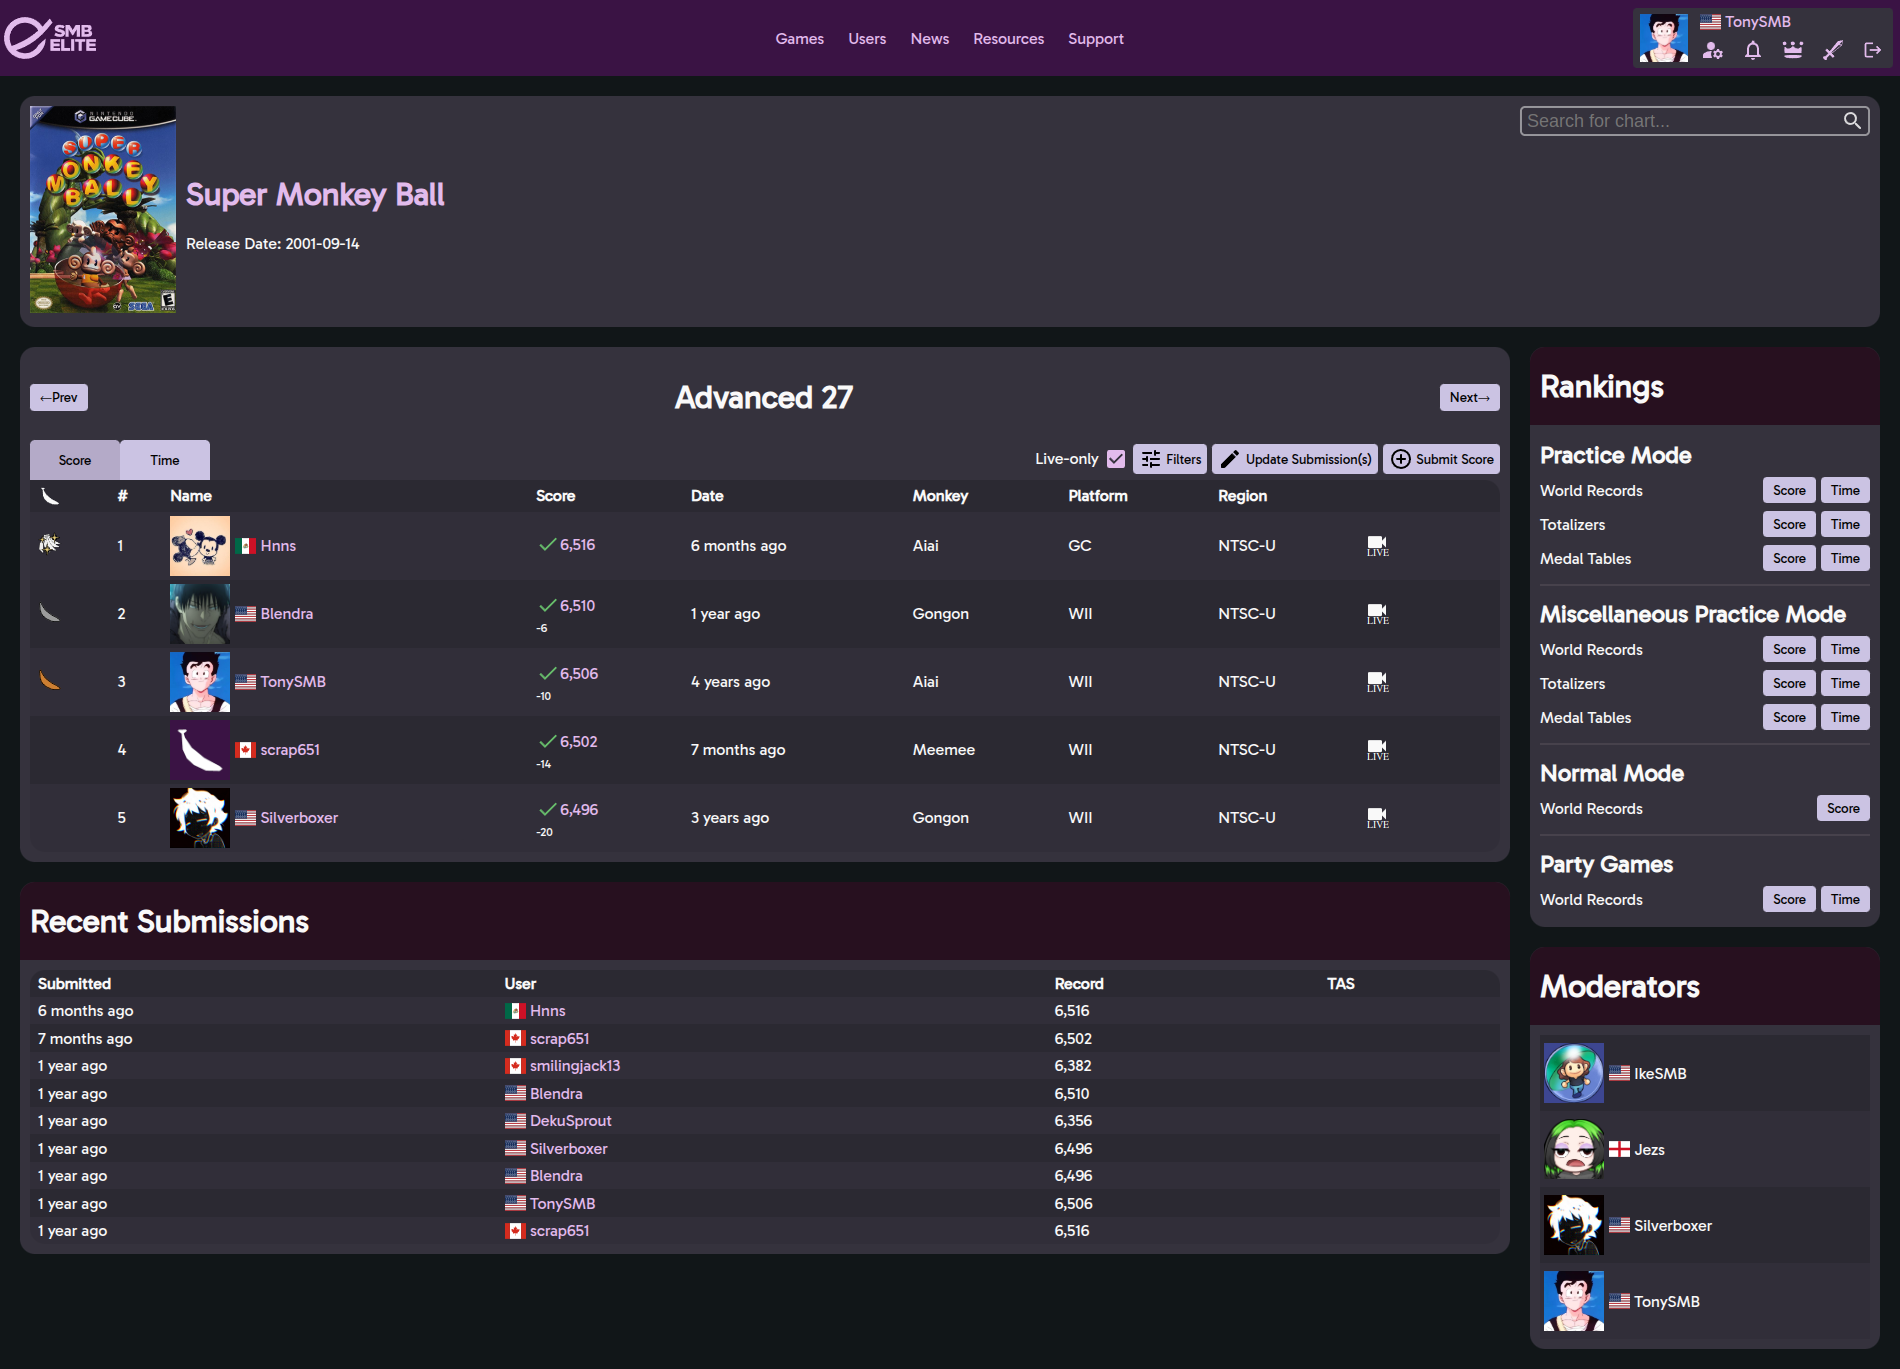 SMB
ELITE
Games Users News Resources Support
TonySMB
NINTENDO
GAMECUBE
SUPER
MONKEY
BALL
SEGA
E
Super Monkey Ball
Release Date: 2001-09-14
Search for chart...
←Prev
Advanced 27
Next→
Score Time
Live-only Filters Update Submission(s) Submit Score
# Name Score Date Monkey Platform Region
1 Hnns 6,516 6 months ago Aiai GC NTSC-U LIVE
2 Blendra 6,510 1 year ago Gongon WII NTSC-U LIVE
-6
3 TonySMB 6,506 4 years ago Aiai WII NTSC-U LIVE
-10
4 scrap651 6,502 7 months ago Meemee WII NTSC-U LIVE
-14
5 Silverboxer 6,496 3 years ago Gongon WII NTSC-U LIVE
-20
Recent Submissions
Submitted User Record TAS
6 months ago Hnns 6,516
7 months ago scrap651 6,502
1 year ago smilingjack13 6,382
1 year ago Blendra 6,510
1 year ago DekuSprout 6,356
1 year ago Silverboxer 6,496
1 year ago Blendra 6,496
1 year ago TonySMB 6,506
1 year ago scrap651 6,516
Rankings
Practice Mode
World Records Score Time
Totalizers Score Time
Medal Tables Score Time
Miscellaneous Practice Mode
World Records Score Time
Totalizers Score Time
Medal Tables Score Time
Normal Mode
World Records Score
Party Games
World Records Score Time
Moderators
IkeSMB
Jezs
Silverboxer
TonySMB